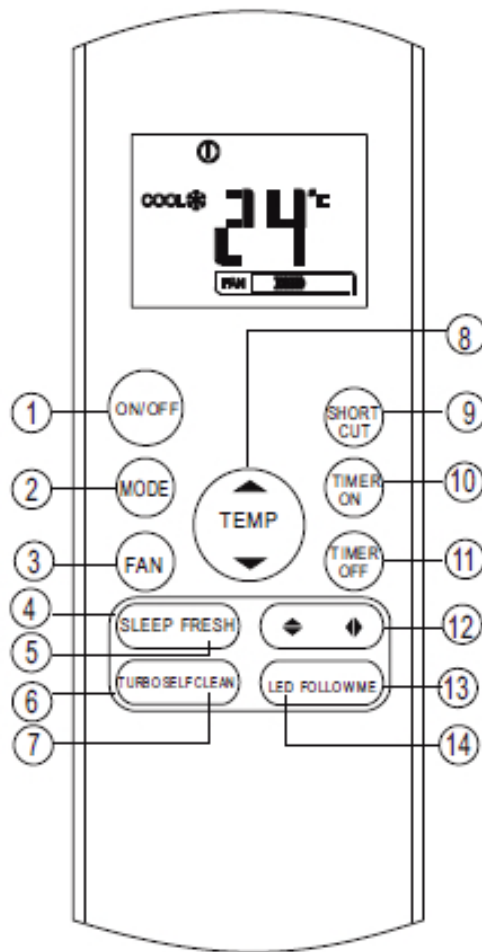 COOL 24 °C
FAN
8
1 ON/OFF SHORT CUT 9
2 MODE TEMP TIMER ON 10
3 FAN TIMER OFF 11
4 SLEEP FRESH 12
5
6 TURBO SELF CLEAN LED FOLLOW ME 13
7 14